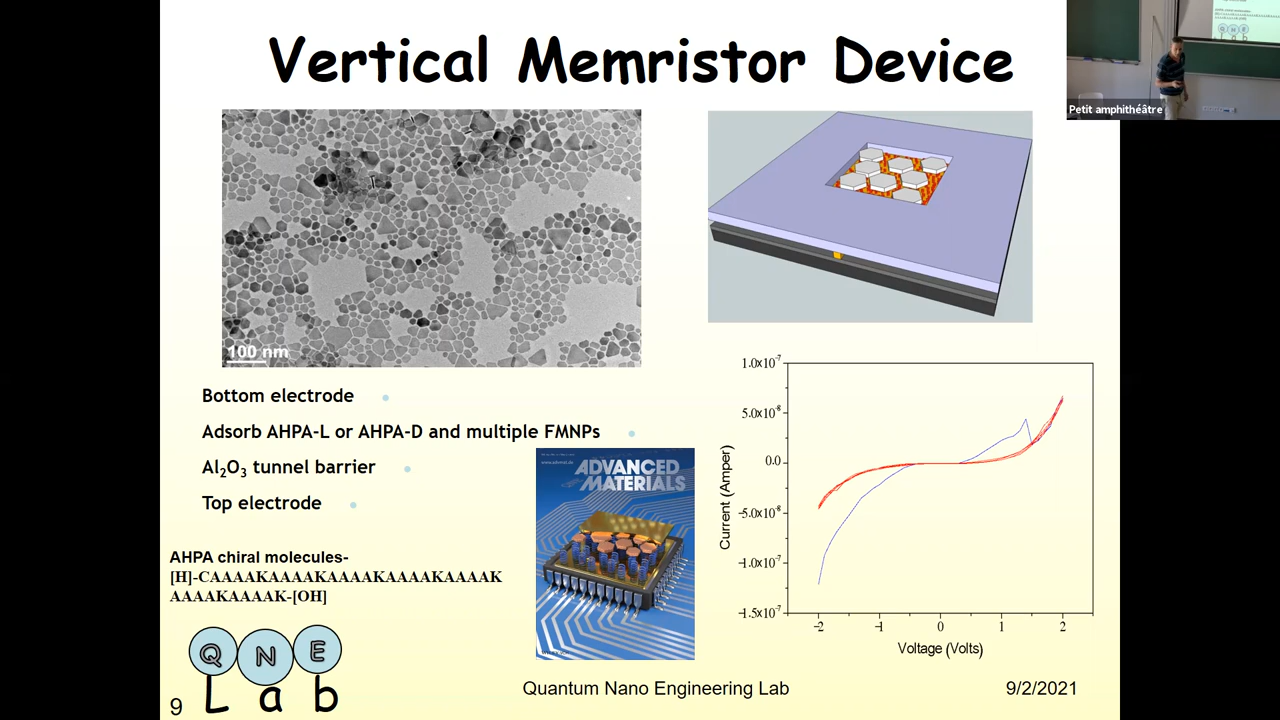 Vertical Memristor Device
Petit amphithéâtre
100 nm
Bottom electrode
Adsorb AHPA-L or AHPA-D and multiple FMNPs
Al₂O₃ tunnel barrier
Top electrode
AHPA chiral molecules-
[H]-CAAAAKAAAAKAAAAKAAAAKAAAAK
AAAAKAAAAK-[OH]
ADVANCED
MATERIALS
1.0x10⁻⁷
5.0x10⁻⁸
0.0
-5.0x10⁻⁸
-1.0x10⁻⁷
-1.5x10⁻⁷
Current (Amper)
-2 -1 0 1 2
Voltage (Volts)
Q N E
Lab
9
Quantum Nano Engineering Lab
9/2/2021